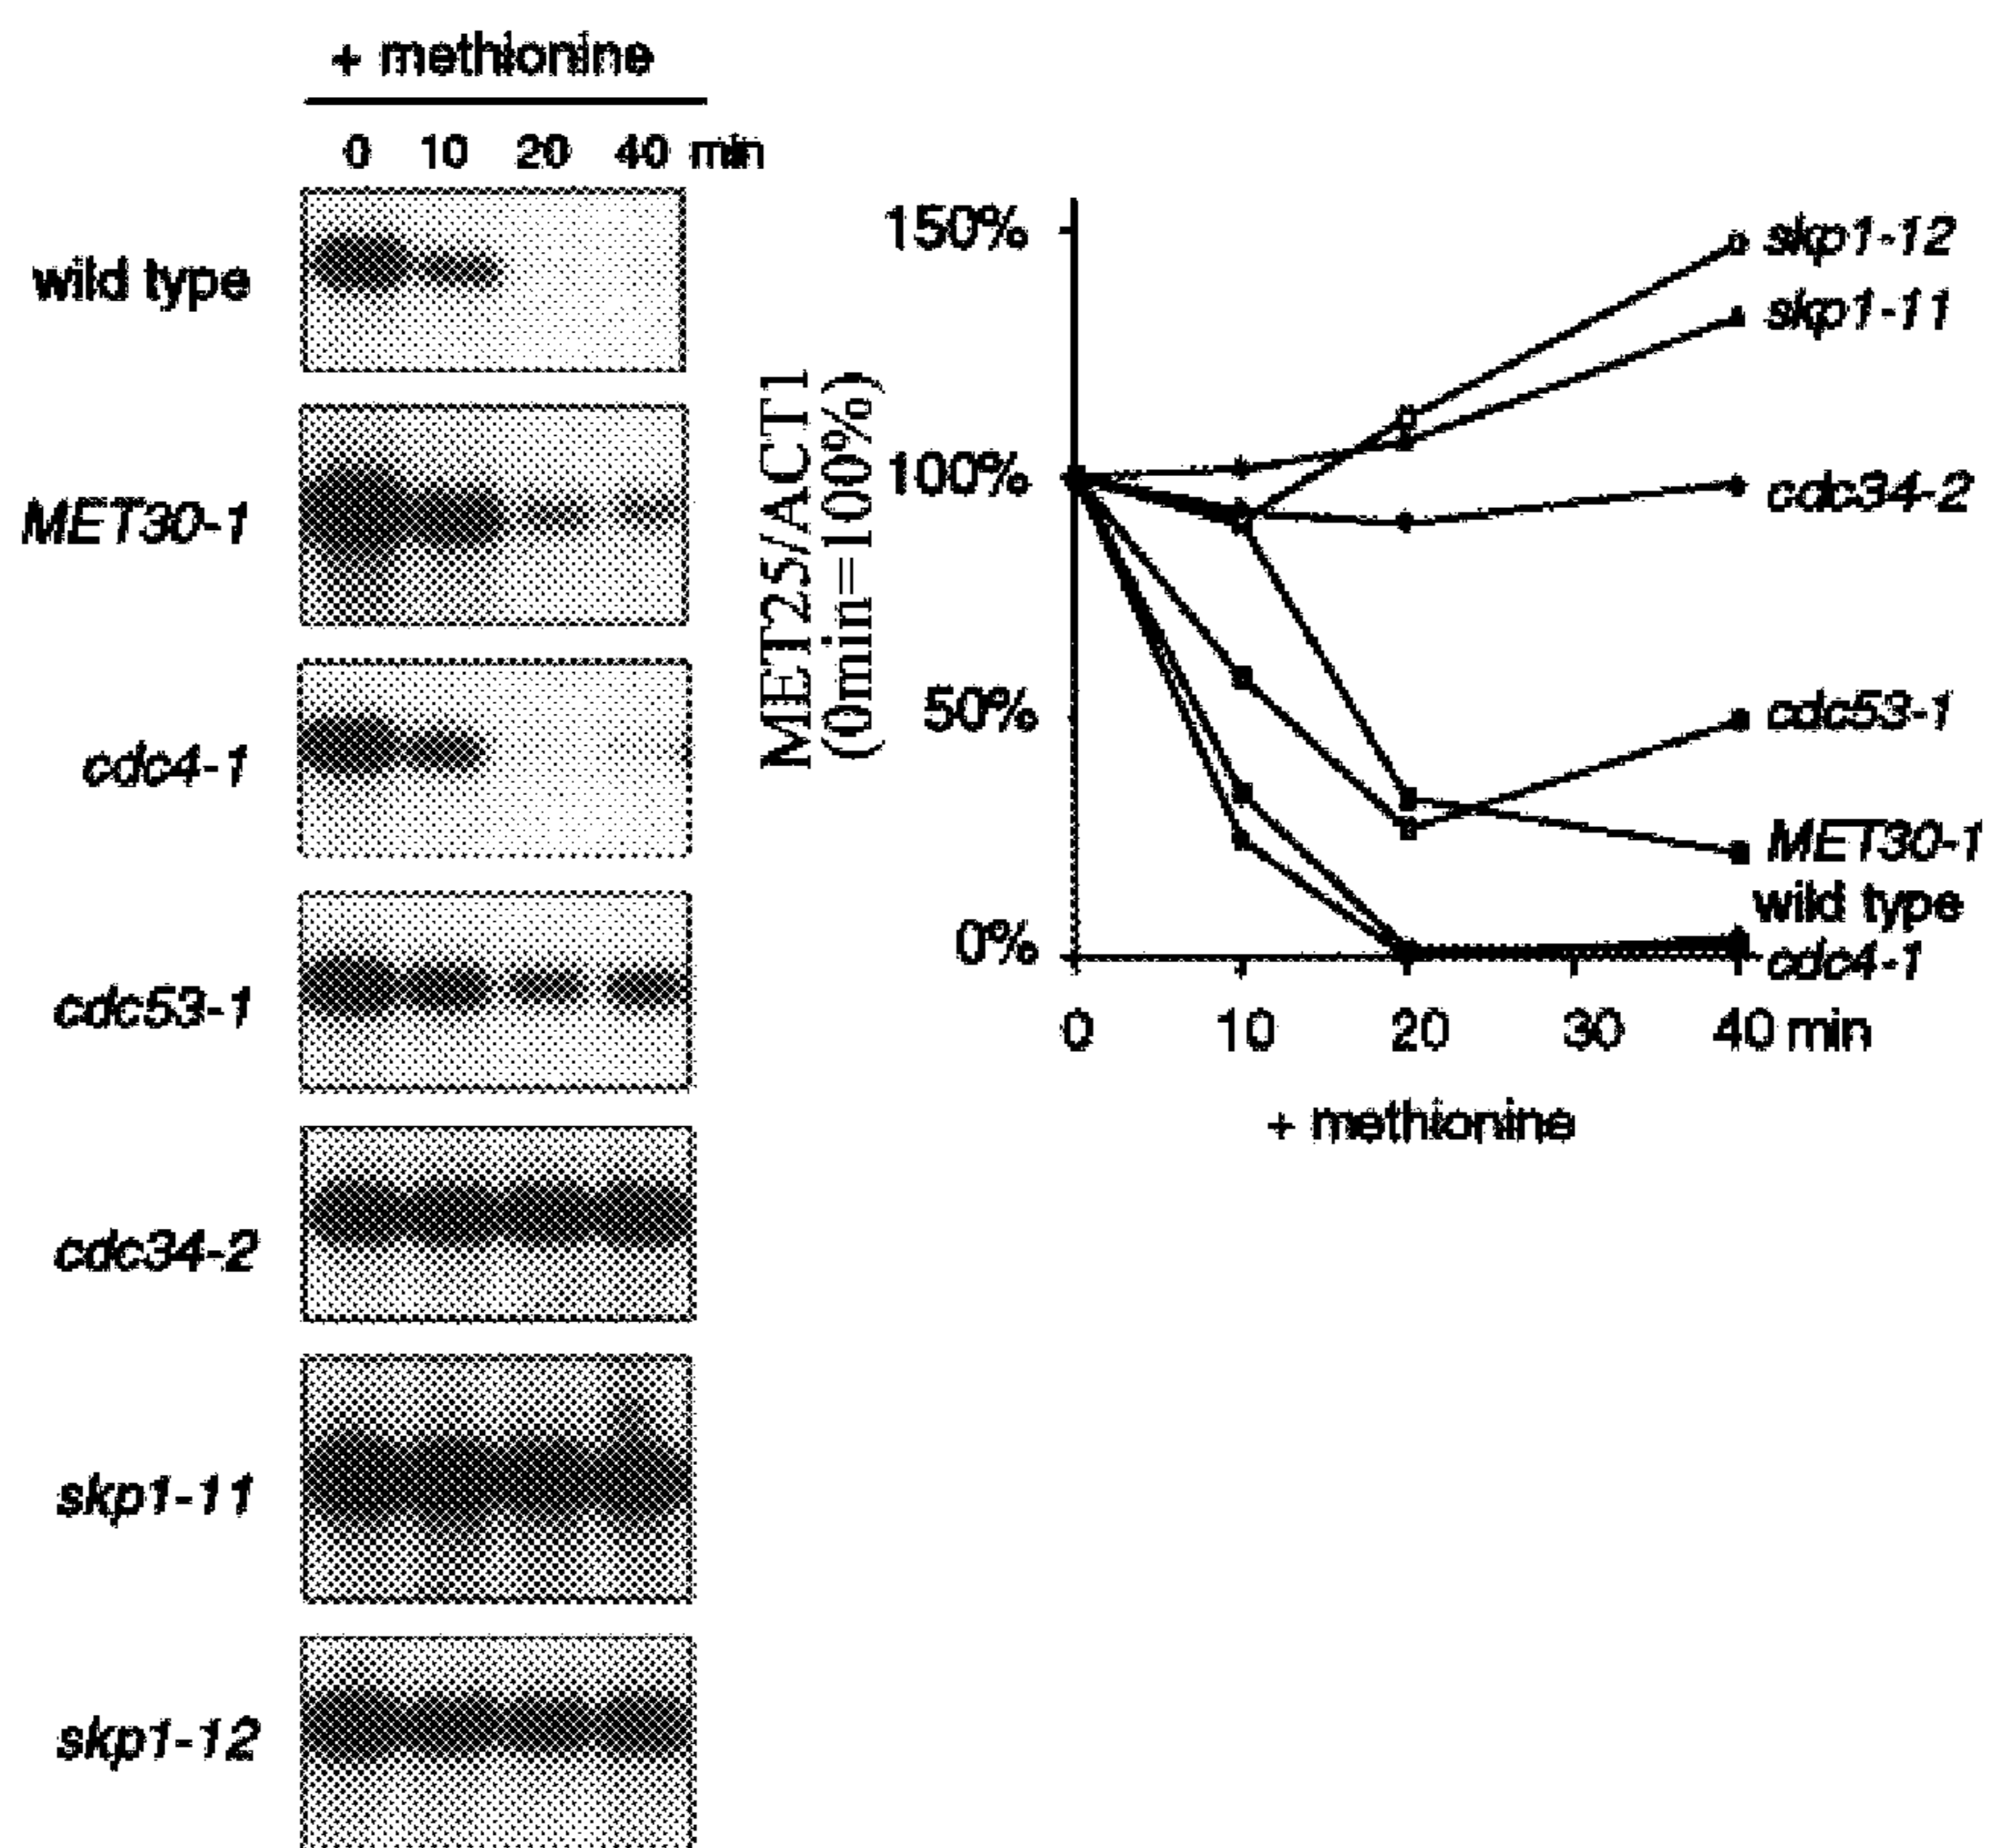 + methionine
0 10 20 40 min
wild type
MET30-1
cdc4-1
cdc53-1
cdc34-2
skp1-11
skp1-12
MET25/ACT1
(0min=100%)
150%
100%
50%
0%
skp1-12
skp1-11
cdc34-2
cdc53-1
MET30-1
wild type
cdc4-1
0 10 20 30 40 min
+ methionine